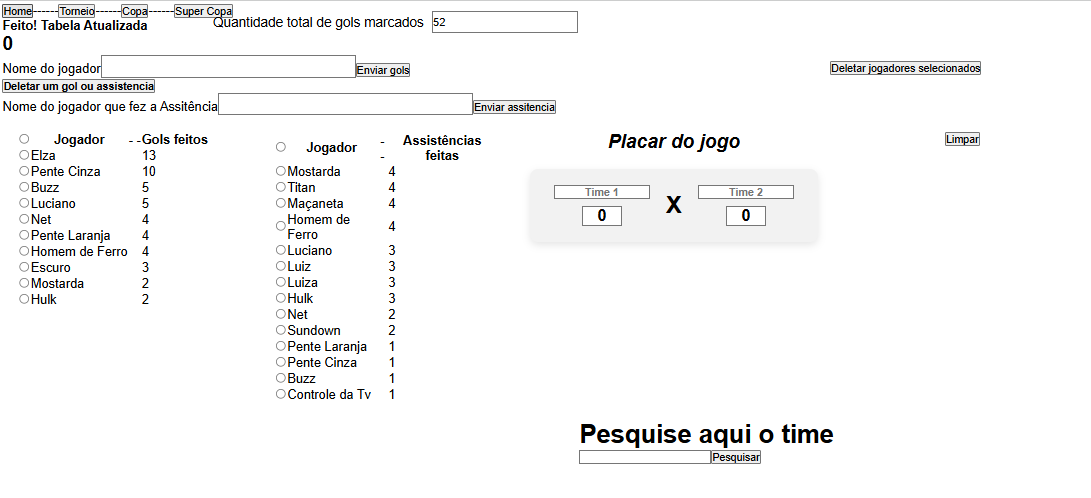 Home------Torneio------Copa------Super Copa
Feito! Tabela Atualizada
Quantidade total de gols marcados 52
0
Nome do jogador Enviar gols
Deletar jogadores selecionados
Deletar um gol ou assistencia
Nome do jogador que fez a Assitência Enviar assitencia
Jogador - - Gols feitos
Elza 13
Pente Cinza 10
Buzz 5
Luciano 5
Net 4
Pente Laranja 4
Homem de Ferro 4
Escuro 3
Mostarda 2
Hulk 2
Jogador - - Assistências
feitas
Mostarda 4
Titan 4
Maçaneta 4
Homem de
Ferro 4
Luciano 3
Luiz 3
Luiza 3
Hulk 3
Net 2
Sundown 2
Pente Laranja 1
Pente Cinza 1
Buzz 1
Controle da Tv 1
Placar do jogo
Limpar
Time 1 X Time 2
0 0
Pesquise aqui o time
Pesquisar